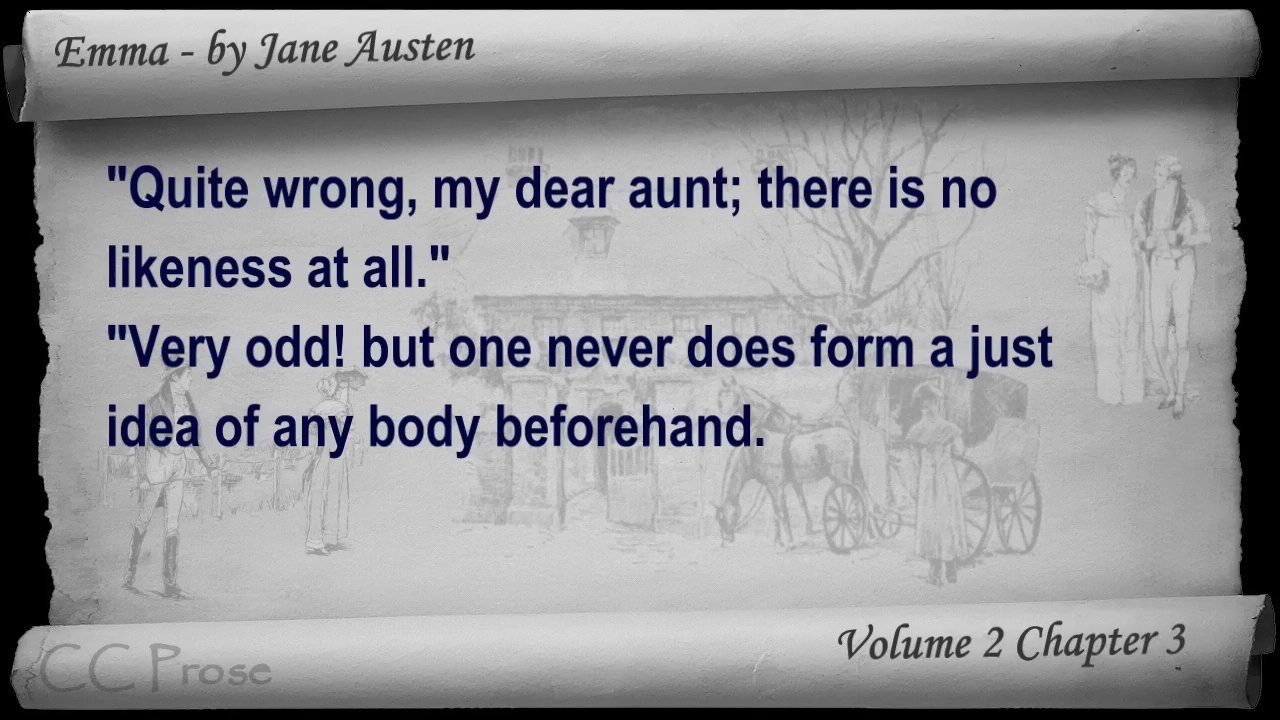 Emma - by Jane Austen
"Quite wrong, my dear aunt; there is no
likeness at all."
"Very odd! but one never does form a just
idea of any body beforehand.
Volume 2 Chapter 3
CC Prose